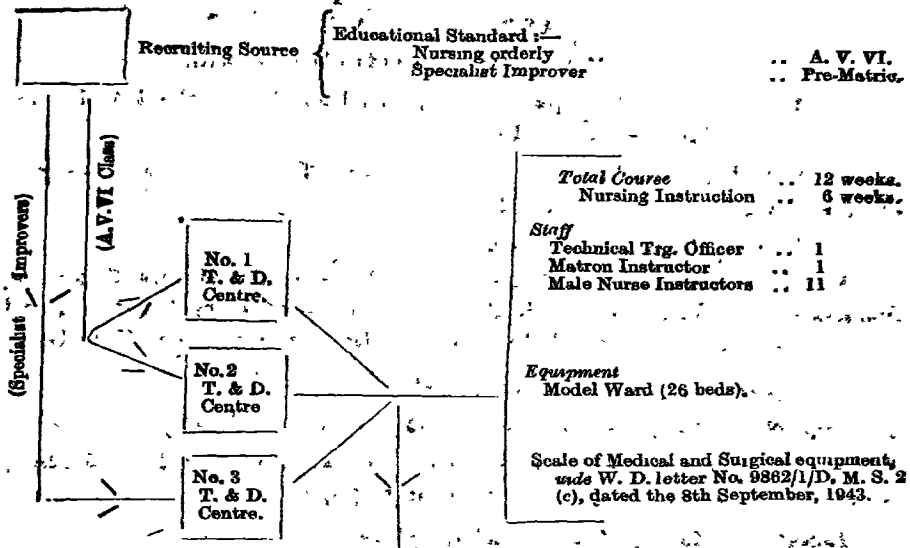 Recruiting Source
Educational Standard :—
Nursing orderly .. .. A. V. VI.
Specialist Improver .. Pre-Matric.
(Specialist Improvers)
(A.V.VI Class)
No. 1
T. & D.
Centre.
No. 2
T. & D.
Centre
No. 3
T. & D.
Centre.
Total Course .. 12 weeks.
Nursing Instruction .. 6 weeks.
Staff
Technical Trg. Officer .. 1
Matron Instructor .. 1
Male Nurse Instructors .. 11
Equipment
Model Ward (26 beds).
Scale of Medical and Surgical equipment,
vide W. D. letter No. 9862/1/D. M. S. 2
(c), dated the 8th September, 1943.